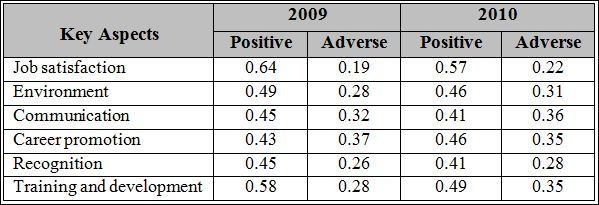 Key Aspects 2009 2010
Positive Adverse Positive Adverse
Job satisfaction 0.64 0.19 0.57 0.22
Environment 0.49 0.28 0.46 0.31
Communication 0.45 0.32 0.41 0.36
Career promotion 0.43 0.37 0.46 0.35
Recognition 0.45 0.26 0.41 0.28
Training and development 0.58 0.28 0.49 0.35